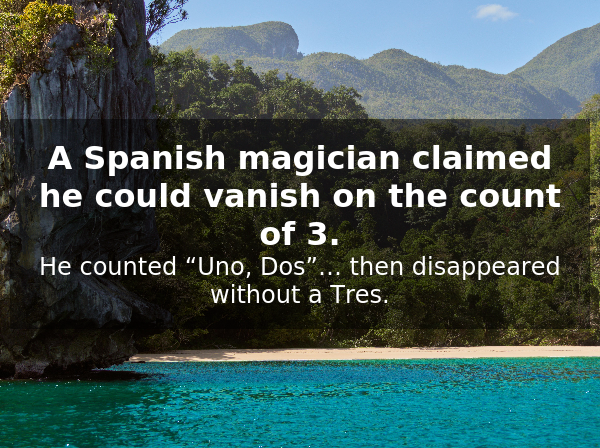 A Spanish magician claimed
he could vanish on the count
of 3.
He counted “Uno, Dos”… then disappeared
without a Tres.